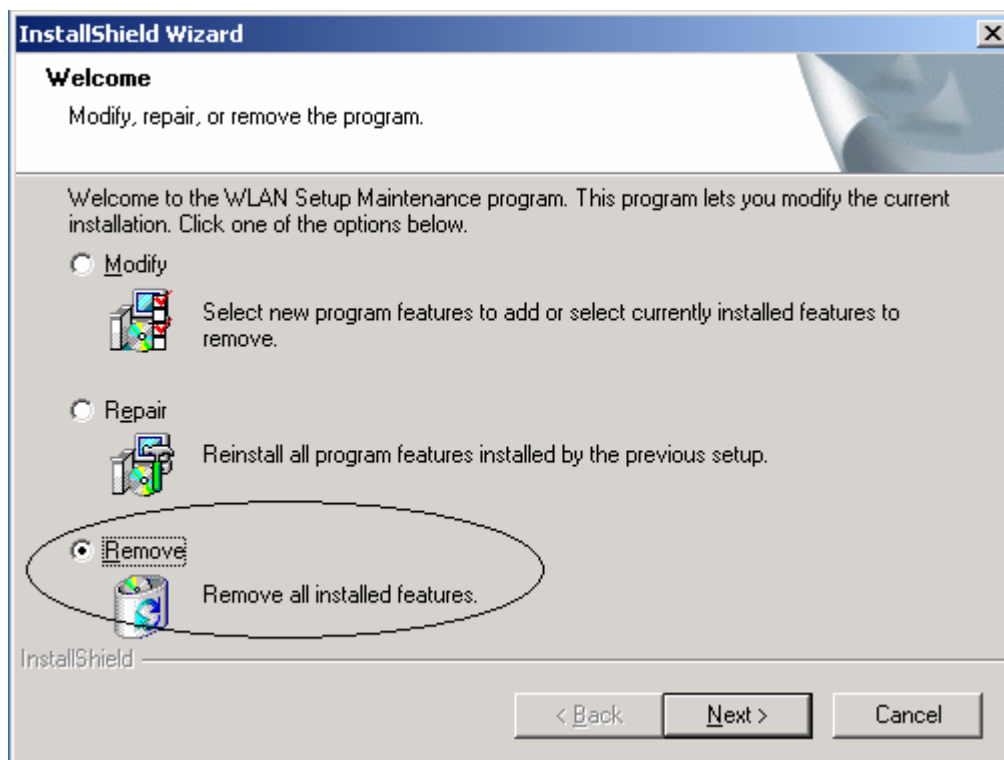 InstallShield Wizard
Welcome
Modify, repair, or remove the program.
Welcome to the WLAN Setup Maintenance program. This program lets you modify the current
installation. Click one of the options below.
Modify
Select new program features to add or select currently installed features to
remove.
Repair
Reinstall all program features installed by the previous setup.
Remove
Remove all installed features.
InstallShield
< Back
Next >
Cancel